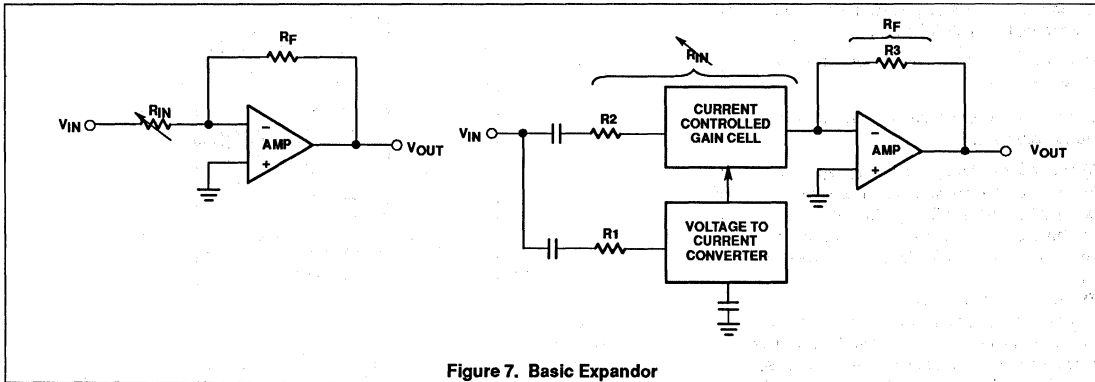 RF
VIN
RIN
−
AMP
+
VOUT
RIN
VIN
R2
CURRENT
CONTROLLED
GAIN CELL
R1
VOLTAGE TO
CURRENT
CONVERTER
RF
R3
−
AMP
+
VOUT
Figure 7. Basic Expandor